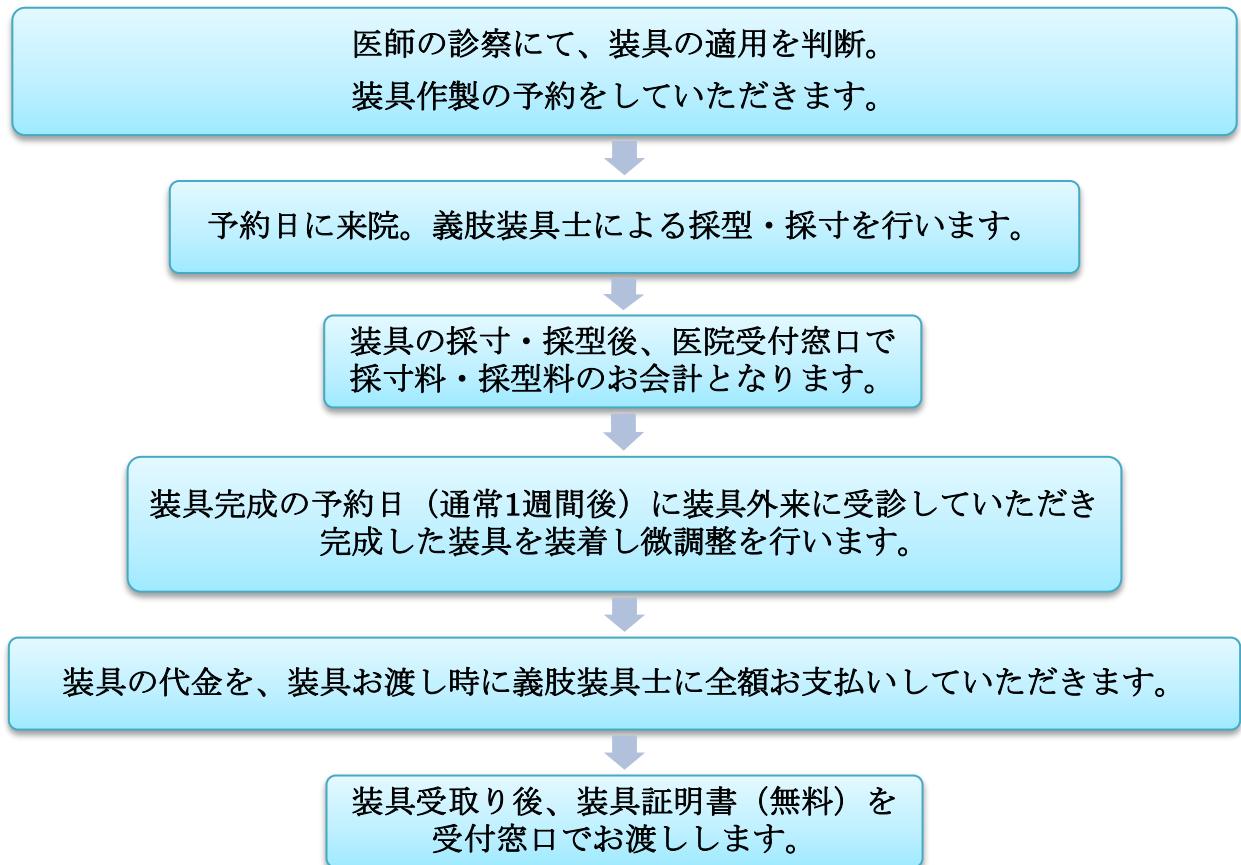 医師の診察にて、装具の適用を判断。
装具作製の予約をしていただきます。
予約日に来院。義肢装具士による採型・採寸を行います。
装具の採寸・採型後、医院受付窓口で
採寸料・採型料のお会計となります。
装具完成の予約日（通常1週間後）に装具外来に受診していただき
完成した装具を装着し微調整を行います。
装具の代金を、装具お渡し時に義肢装具士に全額お支払いしていただきます。
装具受取り後、装具証明書（無料）を
受付窓口でお渡しします。